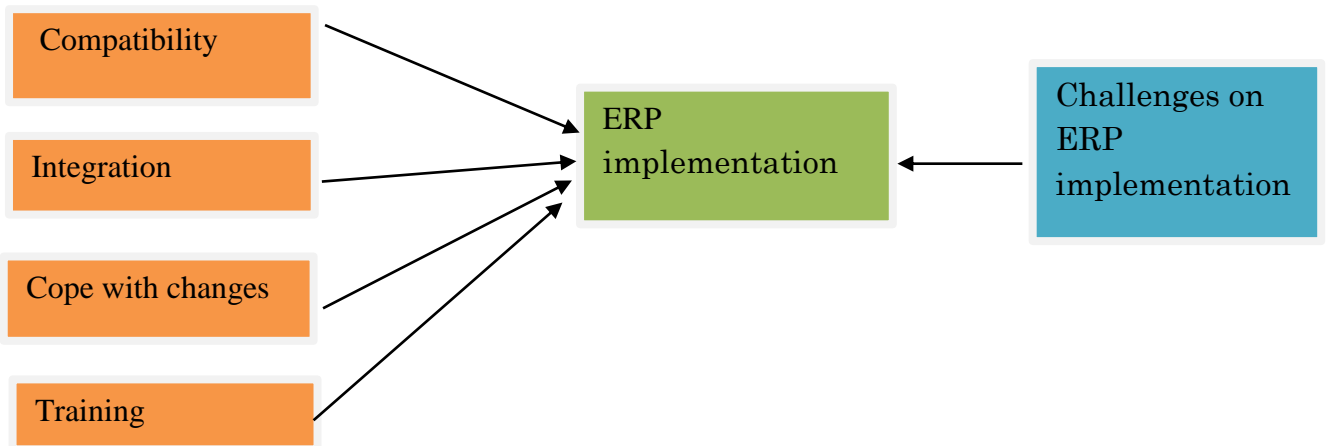 Compatibility
Integration
Cope with changes
Training
ERP
implementation
Challenges on
ERP
implementation